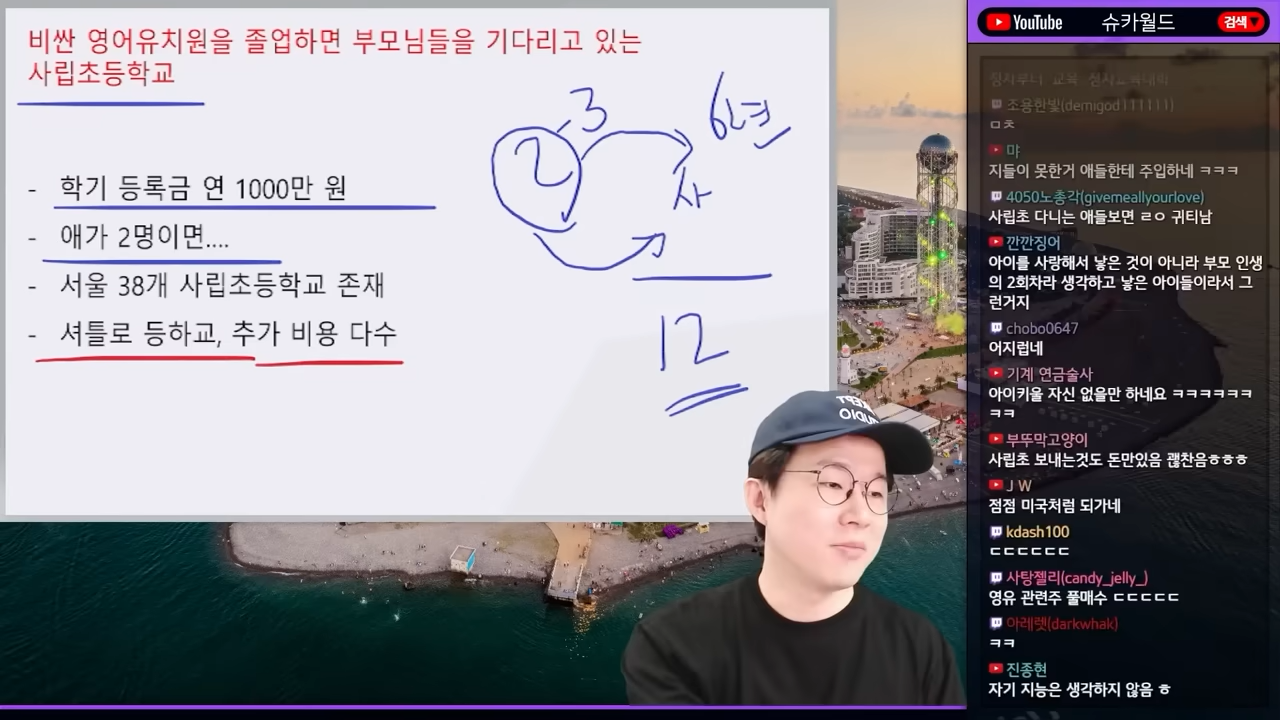 비싼 영어유치원을 졸업하면 부모님들을 기다리고 있는
사립초등학교
- 학기 등록금 연 1000만 원
- 애가 2명이면....
- 서울 38개 사립초등학교 존재
- 셔틀로 등하교, 추가 비용 다수
2
3
6년
사
12
YouTube 슈카월드 검색
조용한빛(demigod111111)
ㅁㅊ
먀
지들이 못한거 애들한테 주입하네 ㅋㅋㅋ
4050노총각(givemeallyourlove)
사립초 다니는 애들보면 ㄹㅇ 귀티남
깐깐징어
아이를 사랑해서 낳은 것이 아니라 부모 인생
의 2회차라 생각하고 낳은 아이들이라서 그
런거지
chobo0647
어지럽네
기계 연금술사
아이키울 자신 없을만 하네요 ㅋㅋㅋㅋㅋㅋ
ㅋㅋ
부뚜막고양이
사립초 보내는것도 돈만있음 괞찬음ㅎㅎㅎ
J W
점점 미국처럼 되가네
kdash100
ㄷㄷㄷㄷㄷㄷ
사탕젤리(candy_jelly_)
영유 관련주 풀매수 ㄷㄷㄷㄷㄷ
아레렛(darkwhak)
ㅋㅋ
진종현
자기 지능은 생각하지 않음 ㅎ